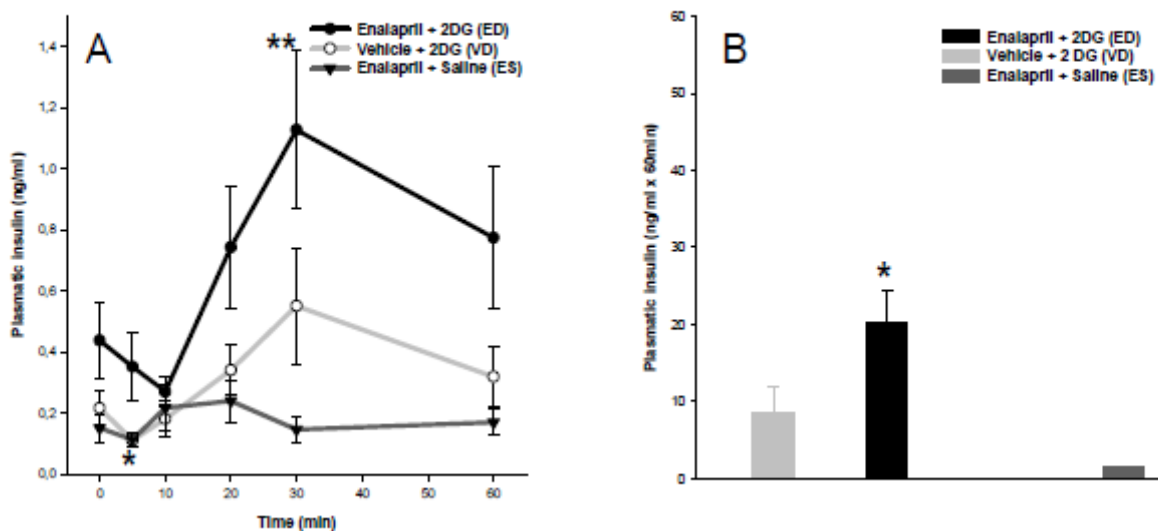 A
**
Enalapril + 2DG (ED)
Vehicle + 2DG (VD)
Enalapril + Saline (ES)
Plasmatic insulin (ng/ml)
1,4
1,2
1,0
0,8
0,6
0,4
0,2
0,0
*
0
10
20
30
40
50
60
Time (min)
B
Enalapril + 2DG (ED)
Vehicle + 2 DG (VD)
Enalapril + Saline (ES)
Plasmatic insulin (ng/ml x 60min)
60
50
40
30
20
10
0
*